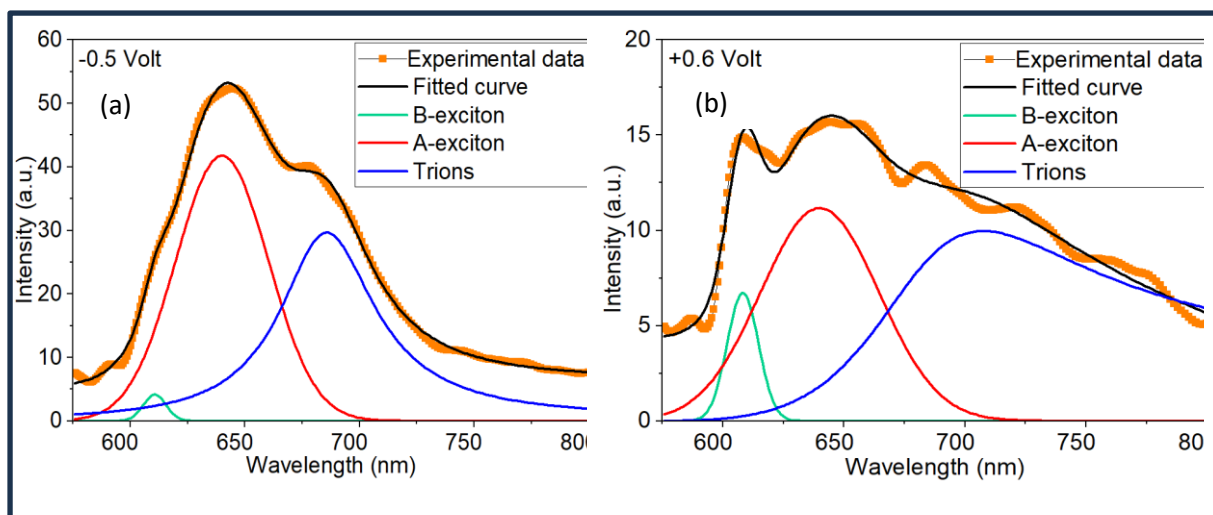 60
50
40
30
20
10
0
Intensity (a.u.)
-0.5 Volt
(a)
Experimental data
Fitted curve
B-exciton
A-exciton
Trions
600
650
700
750
800
Wavelength (nm)
20
15
10
5
0
Intensity (a.u.)
+0.6 Volt
(b)
Experimental data
Fitted curve
B-exciton
A-exciton
Trions
600
650
700
750
80
Wavelength (nm)